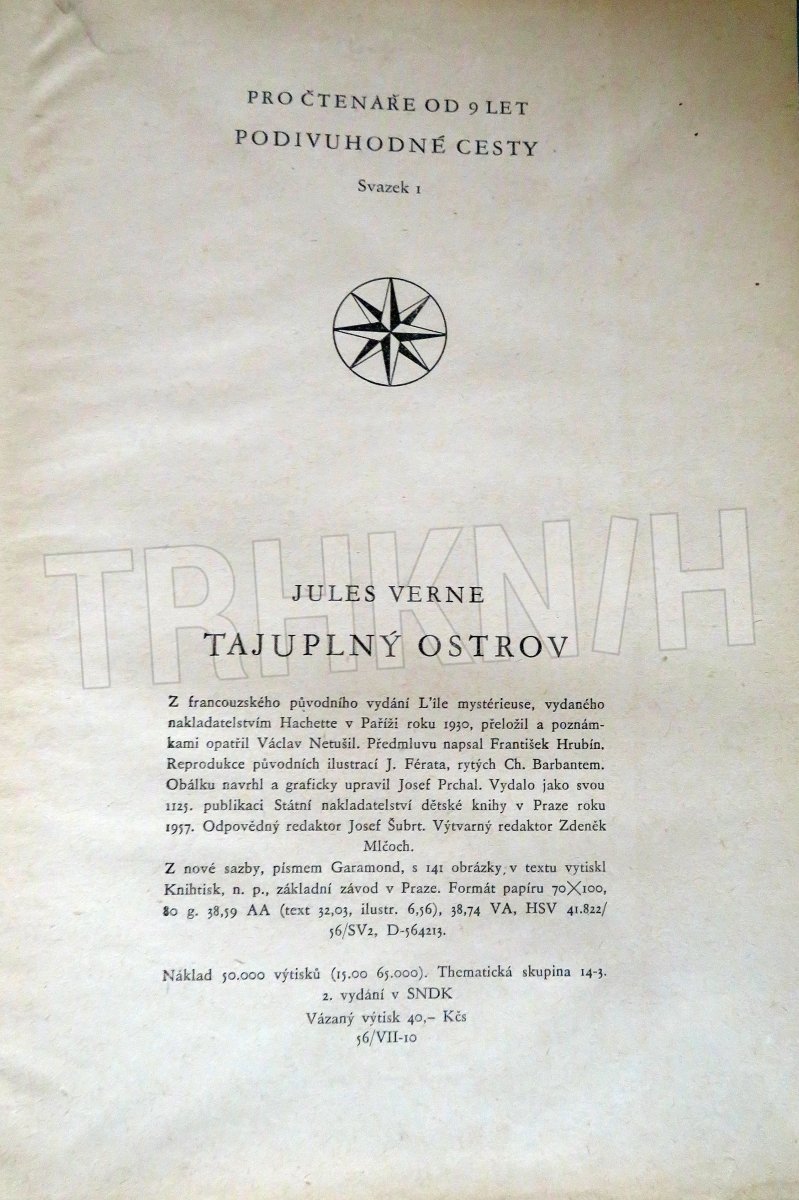 PRO ČTENAŘE OD 9 LET
PODIVUHODNÉ CESTY
Svazek 1
TRHKNIH
JULES VERNE
TAJUPLNÝ OSTROV
Z francouzského původního vydání L'île mystérieuse, vydaného
nakladatelstvím Hachette v Paříži roku 1930, přeložil a poznám-
kami opatřil Václav Netušil. Předmluvu napsal František Hrubín.
Reprodukce původních ilustrací J. Férata, rytých Ch. Barbantem.
Obálku navrhl a graficky upravil Josef Prchal. Vydalo jako svou
1125. publikaci Státní nakladatelství dětské knihy v Praze roku
1957. Odpovědný redaktor Josef Šubrt. Výtvarný redaktor Zdeněk
Mlčoch.
Z nové sazby, písmem Garamond, s 141 obrázky, v textu vytiskl
Knihtisk, n. p., základní závod v Praze. Formát papíru 70×100,
80 g. 38,59 AA (text 32,03, ilustr. 6,56), 38,74 VA, HSV 41.822/
56/SV2, D-564213.
Náklad 50.000 výtisků (15.00 65.000). Thematická skupina 14-3.
2. vydání v SNDK
Vázaný výtisk 40,– Kčs
56/VII-10